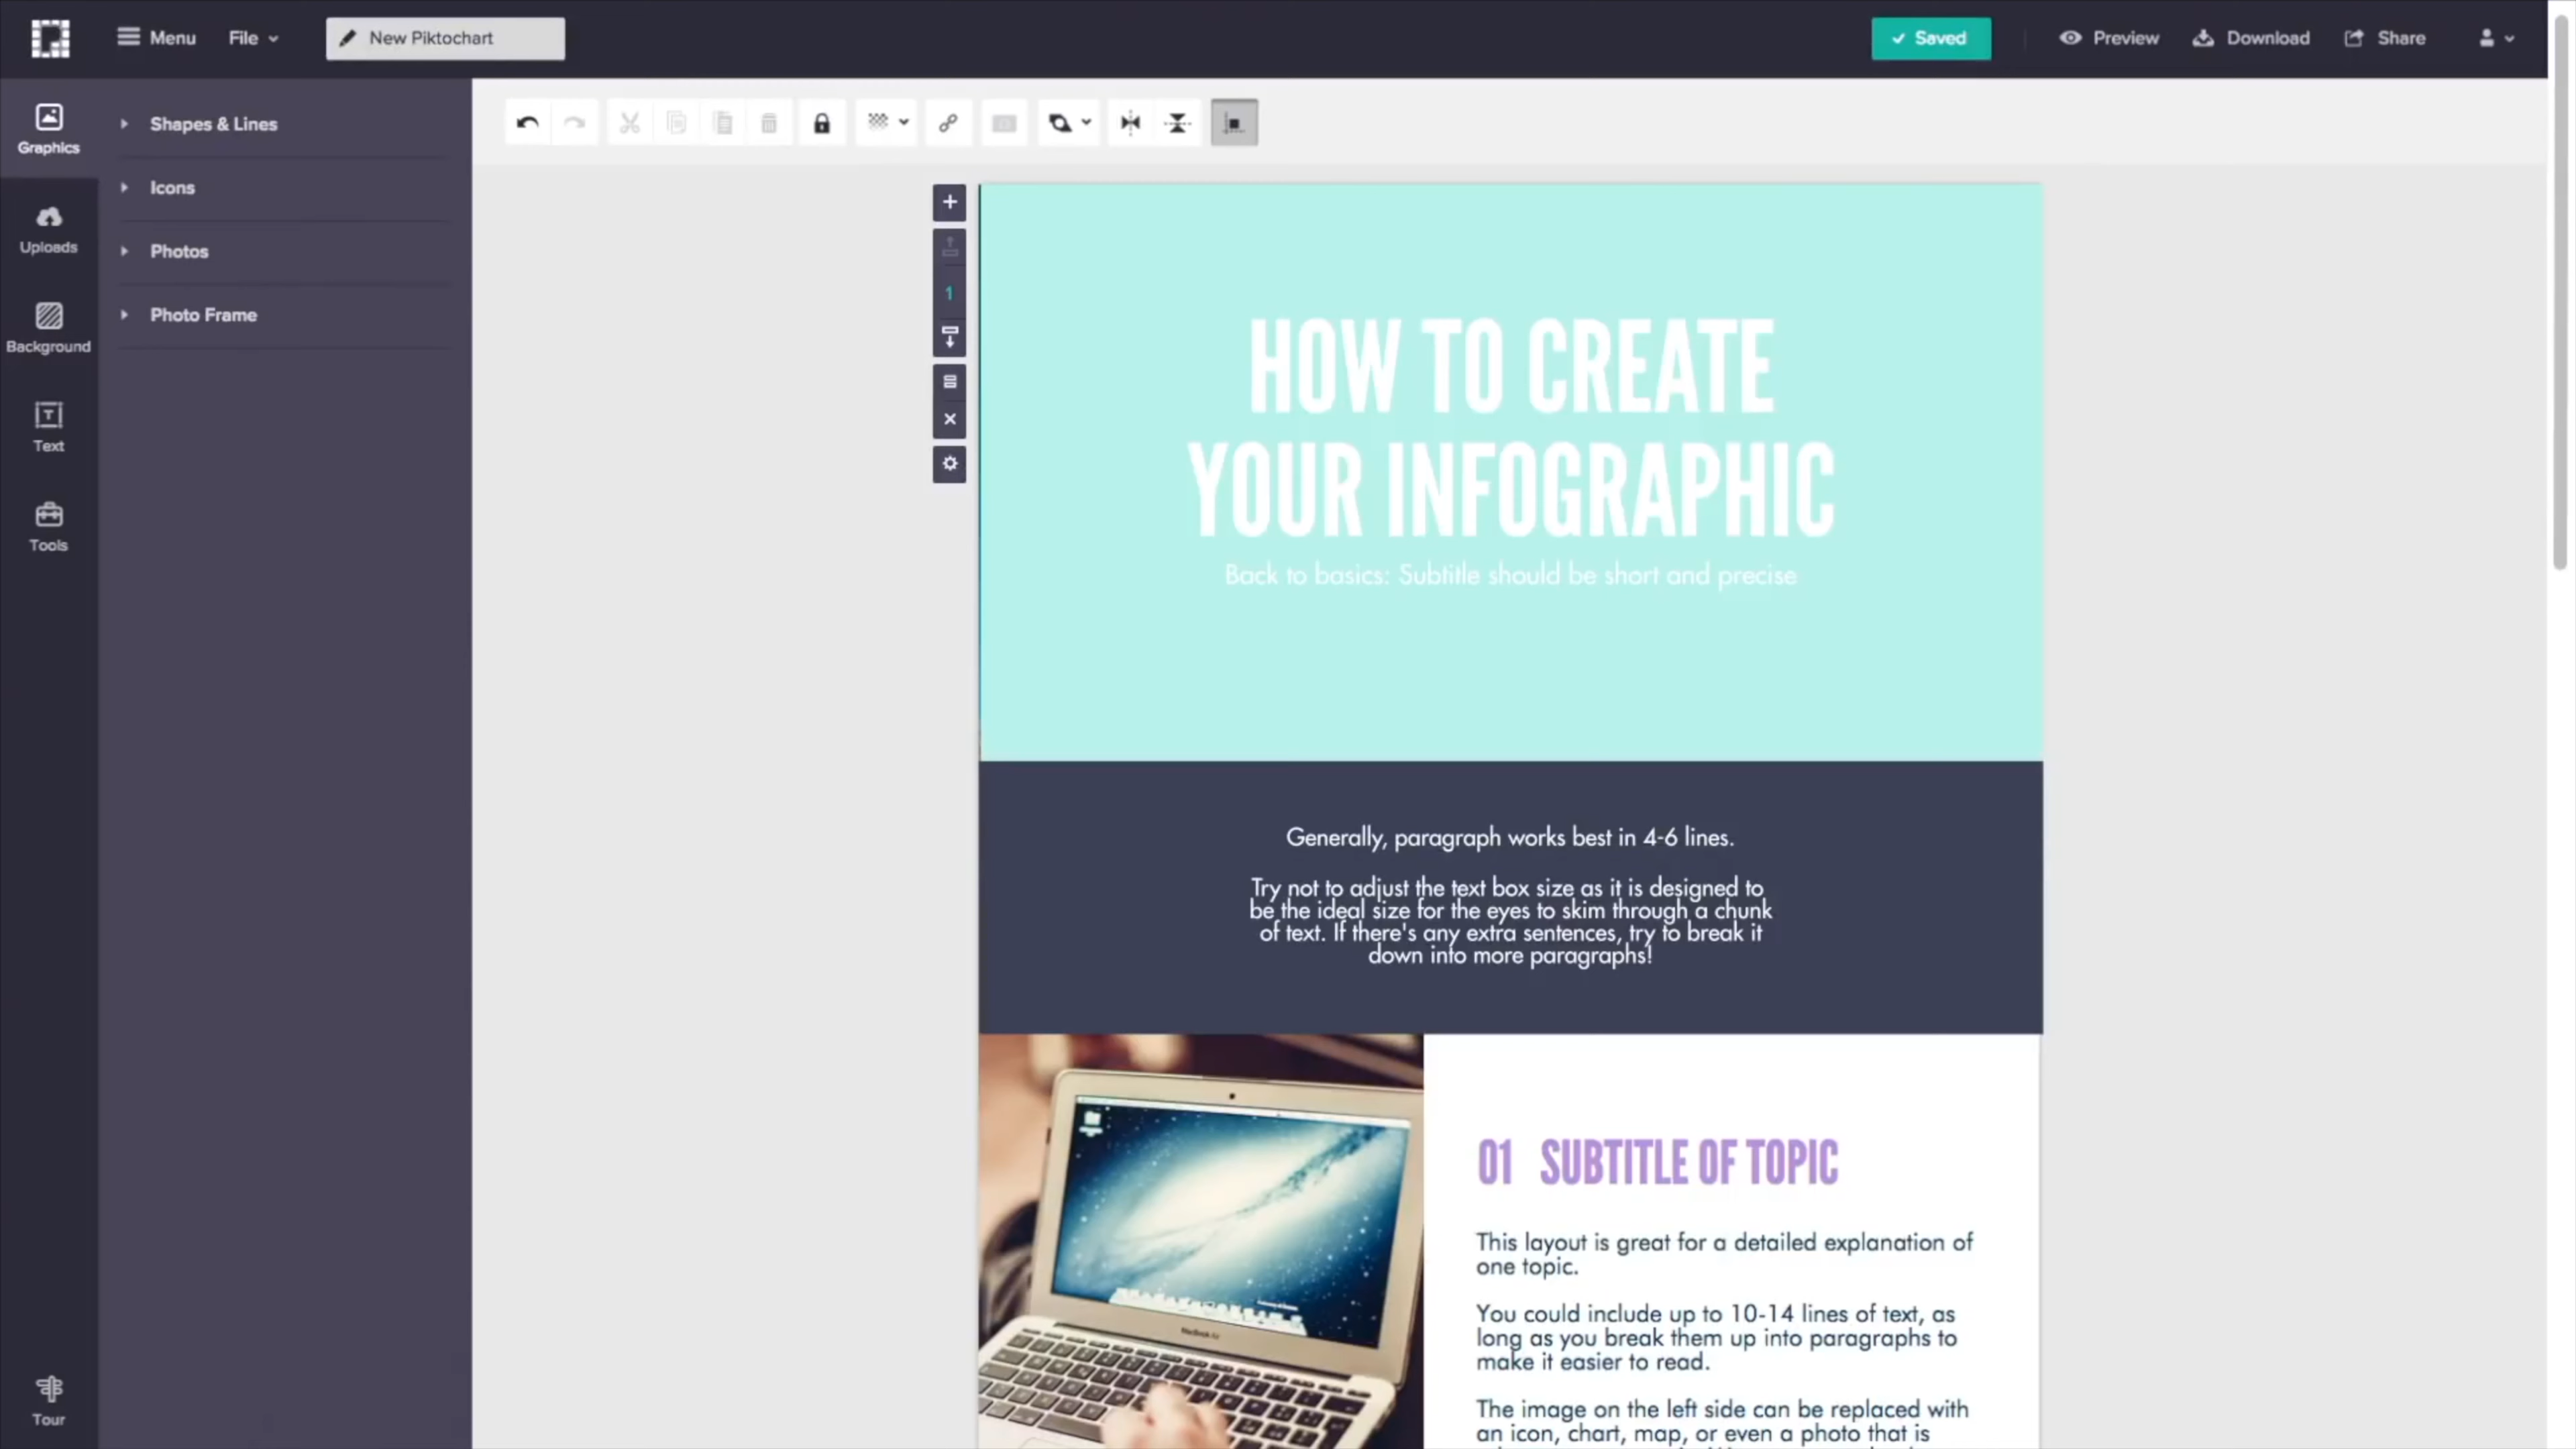 Menu
File
New Piktochart
Saved
Preview
Download
Share
Graphics
Uploads
Background
Text
Tools
Tour
Shapes & Lines
Icons
Photos
Photo Frame
1
HOW TO CREATE
YOUR INFOGRAPHIC
Back to basics: Subtitle should be short and precise
Generally, paragraph works best in 4-6 lines.
Try not to adjust the text box size as it is designed to
be the ideal size for the eyes to skim through a chunk
of text. If there's any extra sentences, try to break it
down into more paragraphs!
MacBook Air
01 SUBTITLE OF TOPIC
This layout is great for a detailed explanation of
one topic.
You could include up to 10-14 lines of text, as
long as you break them up into paragraphs to
make it easier to read.
The image on the left side can be replaced with
an icon, chart, map, or even a photo that is